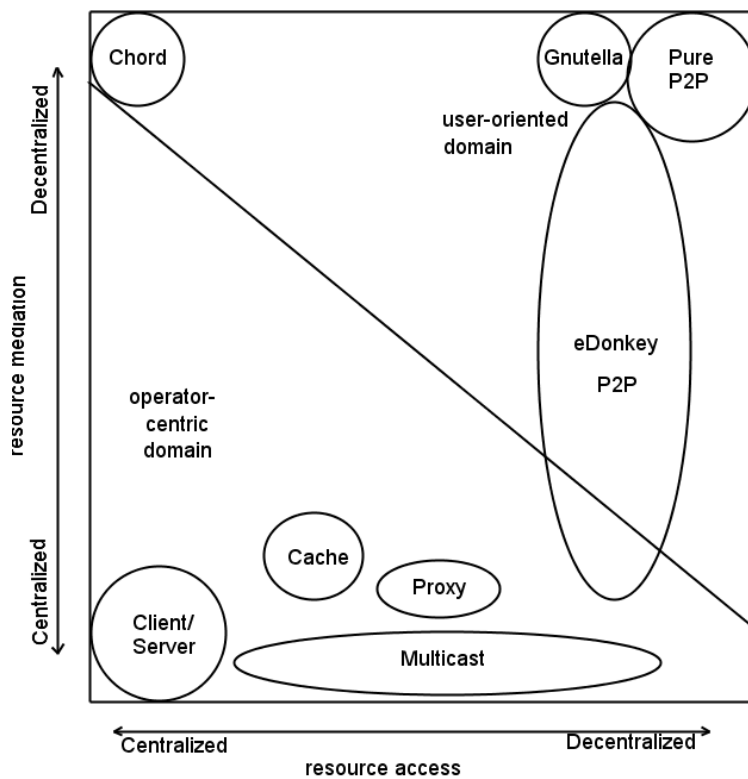 Chord
Gnutella
Pure
P2P
user-oriented
domain
Decentralized
resource mediation
Centralized
eDonkey
P2P
operator-
centric
domain
Cache
Proxy
Client/
Server
Multicast
Centralized
Decentralized
resource access